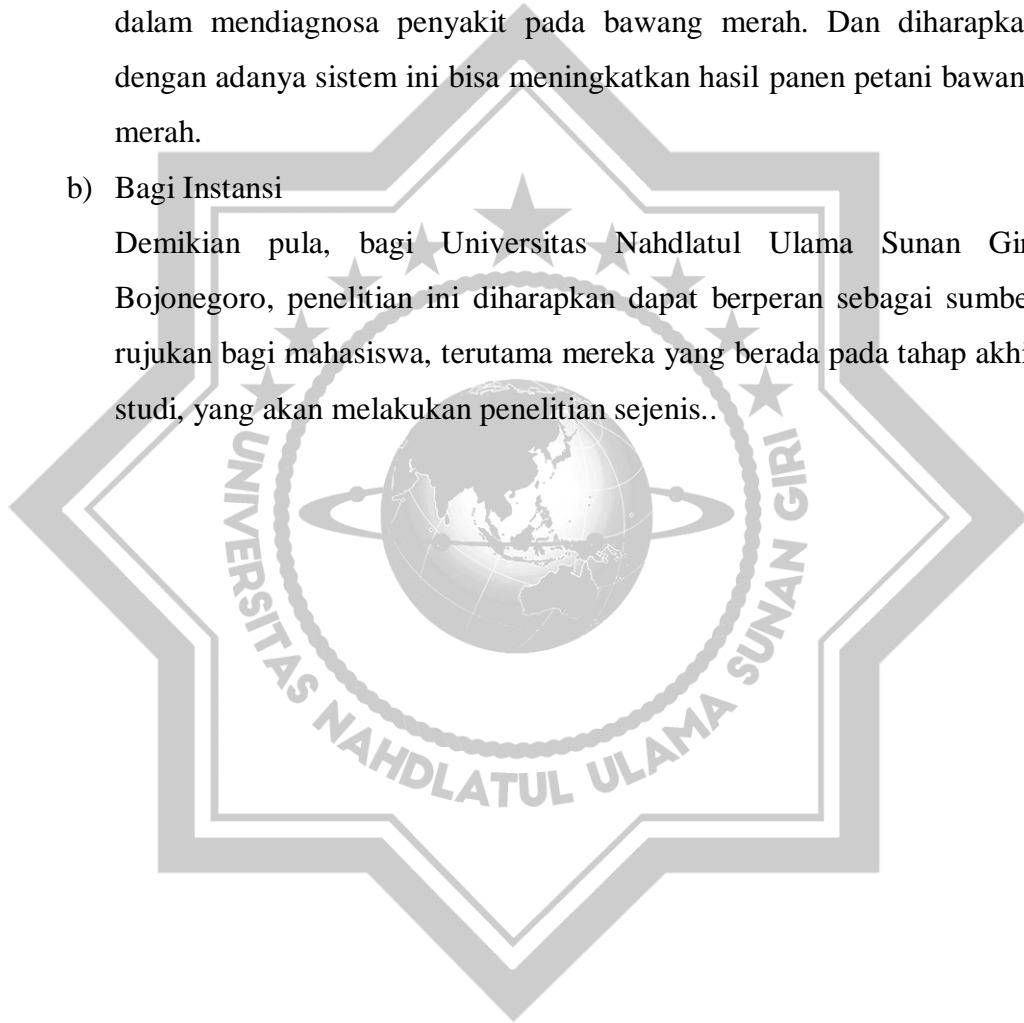 dalam mendiagnosa penyakit pada bawang merah. Dan diharapka
dengan adanya sistem ini bisa meningkatkan hasil panen petani bawan
merah.
b) Bagi Instansi
Demikian pula, bagi Universitas Nahdlatul Ulama Sunan Gir
Bojonegoro, penelitian ini diharapkan dapat berperan sebagai sumbe
rujukan bagi mahasiswa, terutama mereka yang berada pada tahap akhi
studi, yang akan melakukan penelitian sejenis..
UNIVERSITAS NAHDLATUL ULAMA SUNAN GIRI